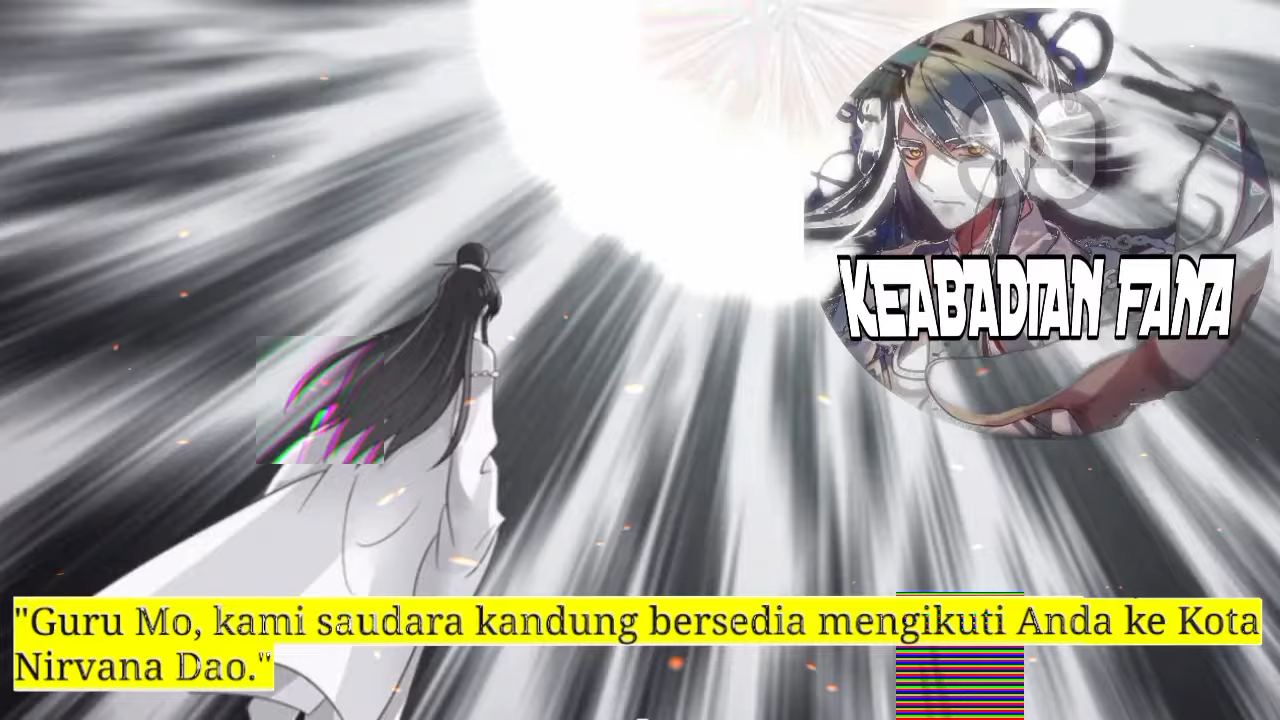 KEABADIAN FANA
"Guru Mo, kami saudara kandung bersedia mengikuti Anda ke Kota
Nirvana Dao."